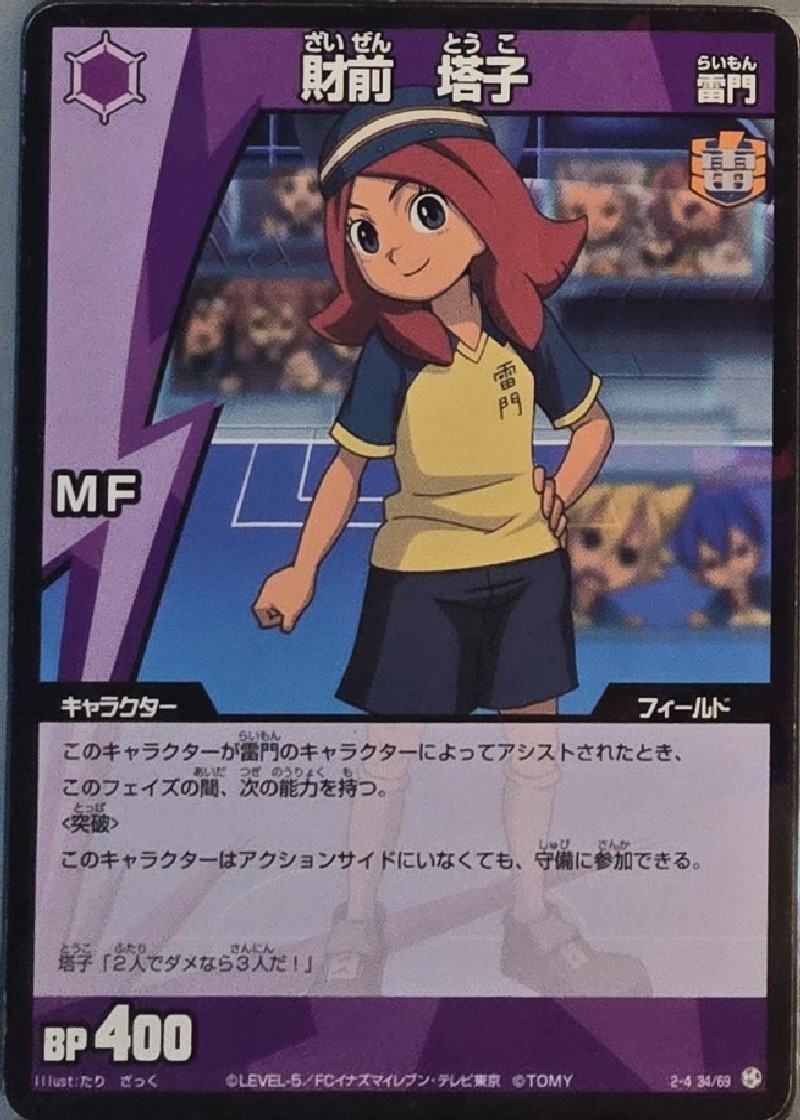 ざい ぜん とう こ
財前 塔子
らいもん
雷門
雷
雷門
MF
キャラクター
フィールド
らいもん
このキャラクターが雷門のキャラクターによってアシストされたとき、
あいだ つぎ のうりょく も
このフェイズの間、次の能力を持つ。
とっぱ
<突破>
しゅび さんか
このキャラクターはアクションサイドにいなくても、守備に参加できる。
とうこ ふたり さんにん
塔子「2人でダメなら3人だ!」
BP 400
Illust:たり ざっく
©LEVEL-5/FCイナズマイレブン・テレビ東京 ©TOMY
2-4 34/69